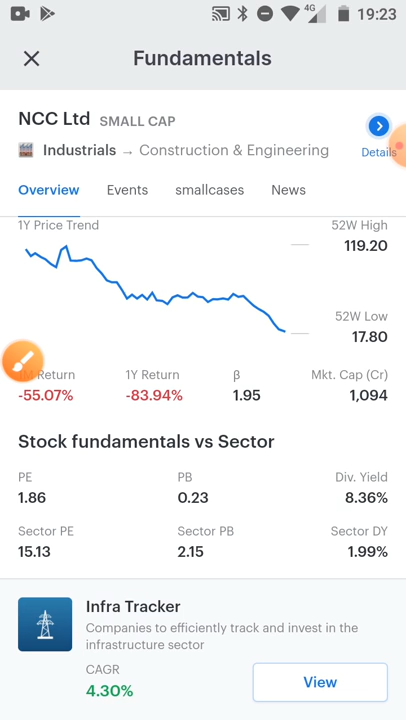 4G 19:23
Fundamentals
NCC Ltd SMALL CAP
Industrials → Construction & Engineering
Details
Overview Events smallcases News
1Y Price Trend 52W High
119.20
52W Low
17.80
Return 1Y Return β Mkt. Cap (Cr)
-55.07% -83.94% 1.95 1,094
Stock fundamentals vs Sector
PE PB Div. Yield
1.86 0.23 8.36%
Sector PE Sector PB Sector DY
15.13 2.15 1.99%
Infra Tracker
Companies to efficiently track and invest in the
infrastructure sector
CAGR
4.30%
View